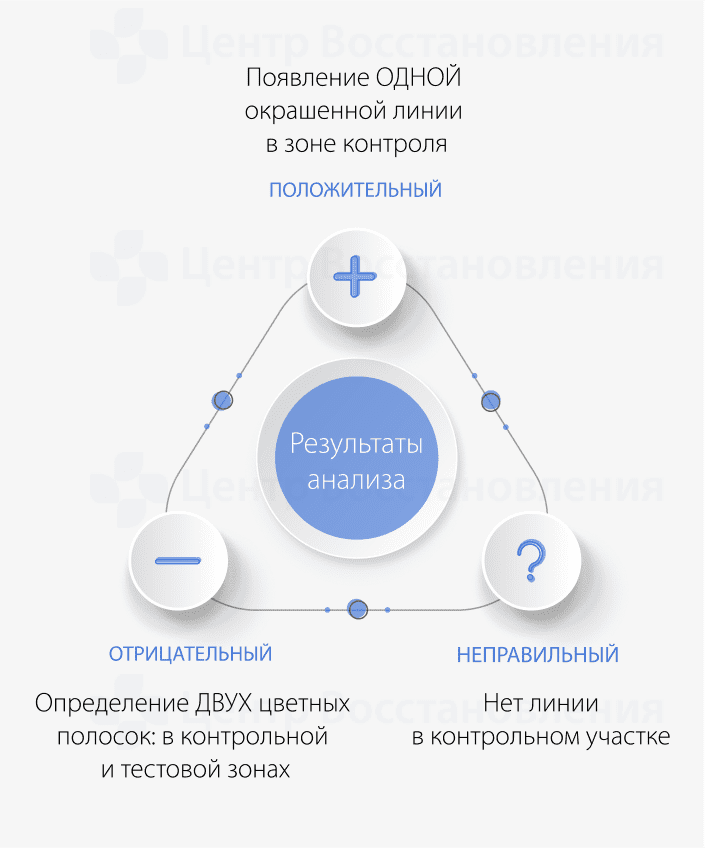 Центр Восстановления
Появление ОДНОЙ
окрашенной линии
в зоне контроля
ПОЛОЖИТЕЛЬНЫЙ
Центр Восстановления
Результаты
анализа
Центр Восстановления
ОТРИЦАТЕЛЬНЫЙ
Определение ДВУХ цветных
полосок: в контрольной
и тестовой зонах
НЕПРАВИЛЬНЫЙ
Нет линии
в контрольном участке
Центр Восстановления